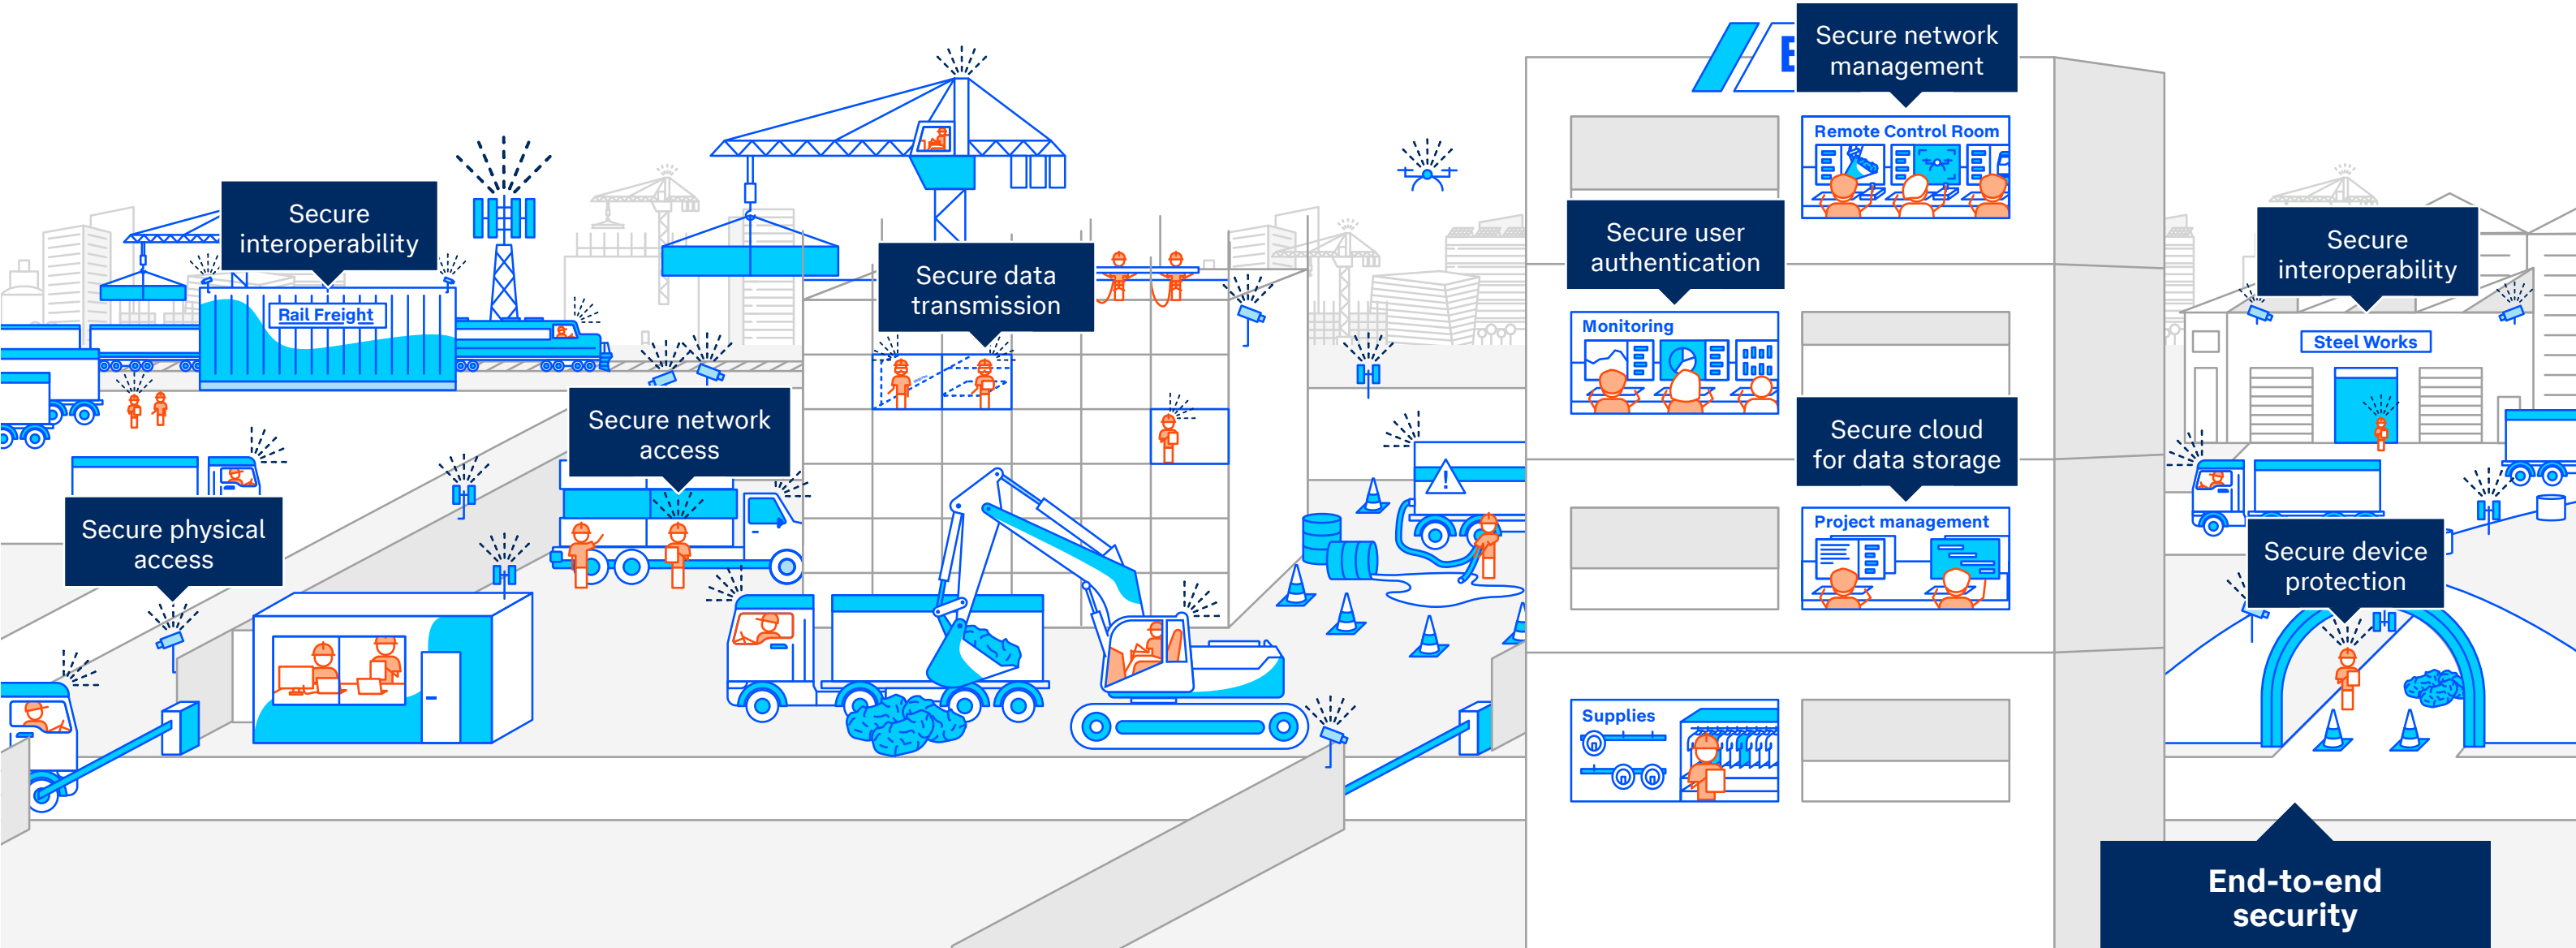 Secure network
management
Remote Control Room
Secure
interoperability
Rail Freight
Secure data
transmission
Secure user
authentication
Monitoring
Secure
interoperability
Steel Works
Secure network
access
Secure cloud
for data storage
Project management
Secure physical
access
Secure device
protection
Supplies
End-to-end
security